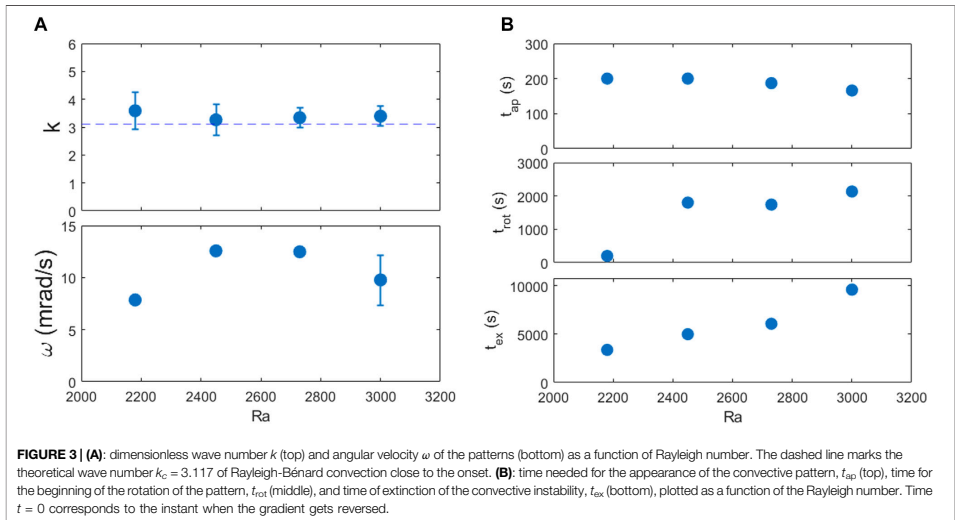 A
6
5
4
3
2
1
0
k
15
10
5
0
ω (mrad/s)
2000 2200 2400 2600 2800 3000 3200
Ra
B
300
200
100
0
t_ap (s)
3000
2000
1000
0
t_rot (s)
10000
5000
0
t_ex (s)
2000 2200 2400 2600 2800 3000 3200
Ra
FIGURE 3 | (A): dimensionless wave number k (top) and angular velocity ω of the patterns (bottom) as a function of Rayleigh number. The dashed line marks the
theoretical wave number k_c = 3.117 of Rayleigh-Bénard convection close to the onset. (B): time needed for the appearance of the convective pattern, t_ap (top), time for
the beginning of the rotation of the pattern, t_rot (middle), and time of extinction of the convective instability, t_ex (bottom), plotted as a function of the Rayleigh number. Time
t = 0 corresponds to the instant when the gradient gets reversed.